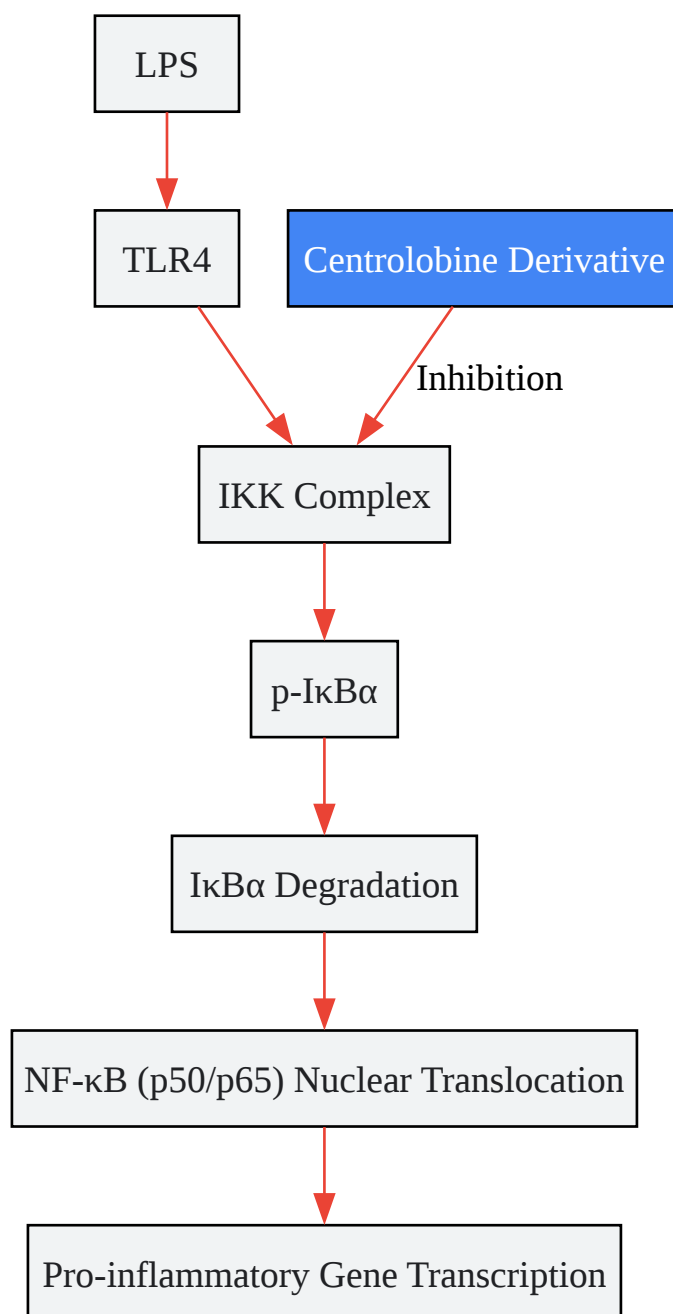 LPS
TLR4
Centrolobine Derivative
Inhibition
IKK Complex
p-IκBα
IκBα Degradation
NF-κB (p50/p65) Nuclear Translocation
Pro-inflammatory Gene Transcription